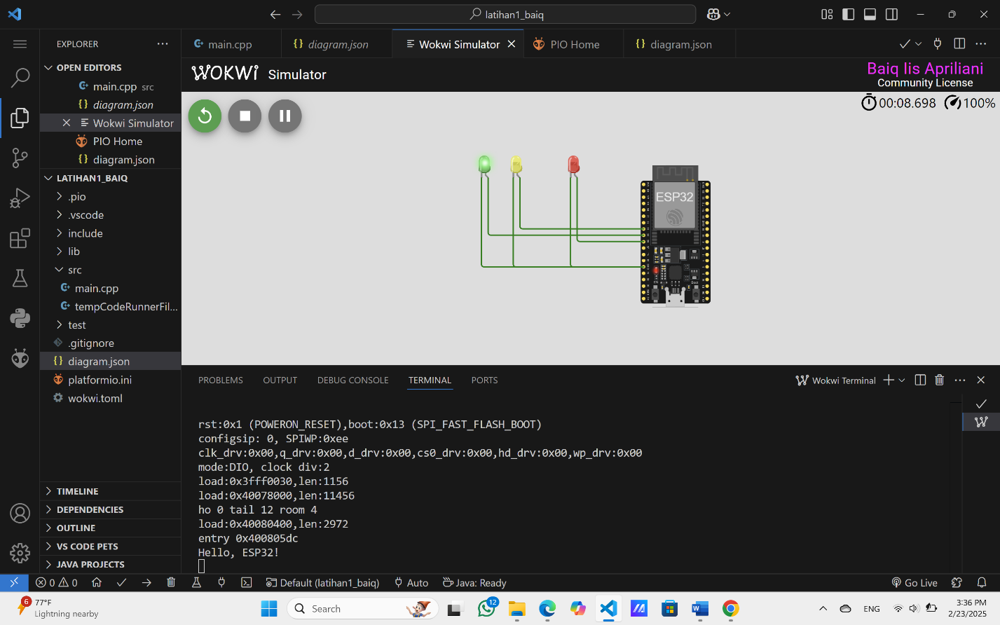 latihan1_baiq
EXPLORER
main.cpp
diagram.json
Wokwi Simulator
PIO Home
diagram.json
OPEN EDITORS
main.cpp src
diagram.json
Wokwi Simulator
PIO Home
diagram.json
LATIHAN1_BAIQ
.pio
.vscode
include
lib
src
main.cpp
tempCodeRunnerFil...
test
.gitignore
diagram.json
platformio.ini
wokwi.toml
TIMELINE
DEPENDENCIES
OUTLINE
VS CODE PETS
JAVA PROJECTS
WOKWI Simulator
Baiq Iis Apriliani
Community License
00:08.698 100%
ESP32
Boot
PROBLEMS OUTPUT DEBUG CONSOLE TERMINAL PORTS
Wokwi Terminal
rst:0x1 (POWERON_RESET),boot:0x13 (SPI_FAST_FLASH_BOOT)
configsip: 0, SPIWP:0xee
clk_drv:0x00,q_drv:0x00,d_drv:0x00,cs0_drv:0x00,hd_drv:0x00,wp_drv:0x00
mode:DIO, clock div:2
load:0x3fff0030,len:1156
load:0x40078000,len:11456
ho 0 tail 12 room 4
load:0x40080400,len:2972
entry 0x400805dc
Hello, ESP32!
0 0 Default (latihan1_baiq) Auto Java: Ready Go Live
6
77°F
Lightning nearby
Search
12
ENG
3:36 PM
2/23/2025